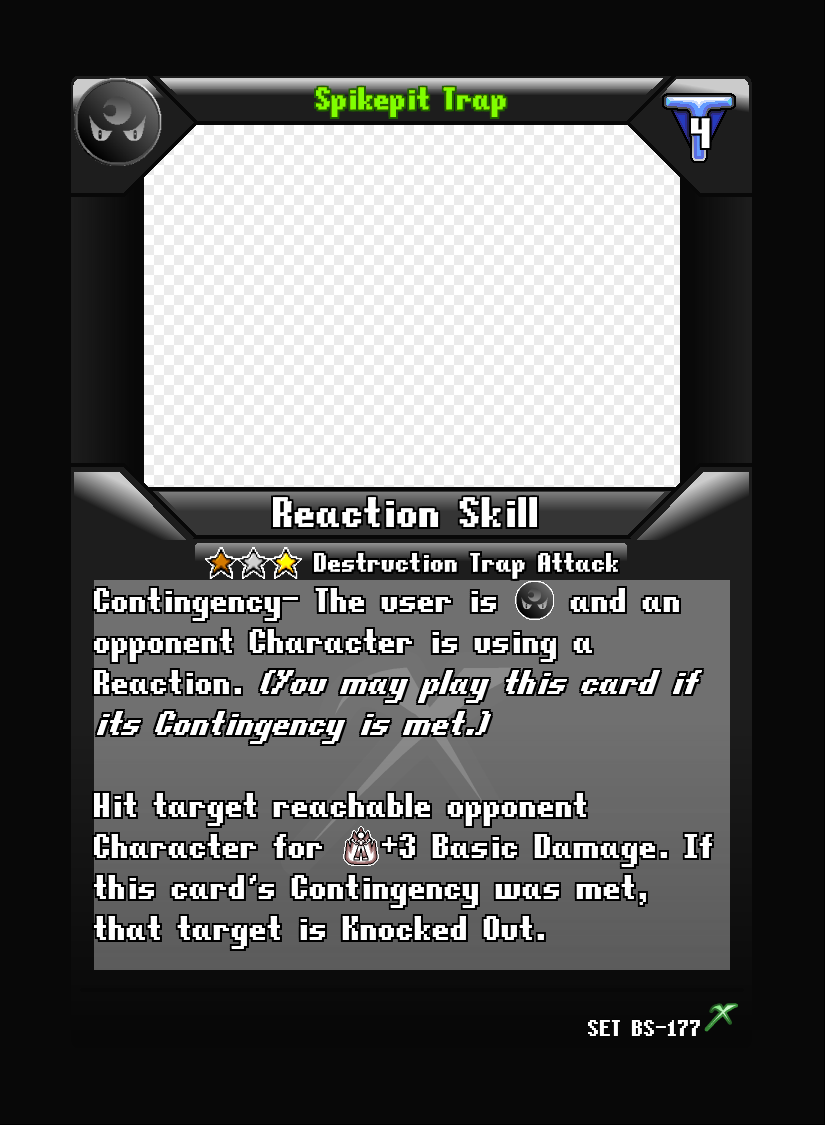 Spikepit Trap
4
Reaction Skill
Destruction Trap Attack
Contingency- The user is and an
opponent Character is using a
Reaction. (You may play this card if
its Contingency is met.)
Hit target reachable opponent
Character for A+3 Basic Damage. If
this card's Contingency was met,
that target is Knocked Out.
SET BS-177